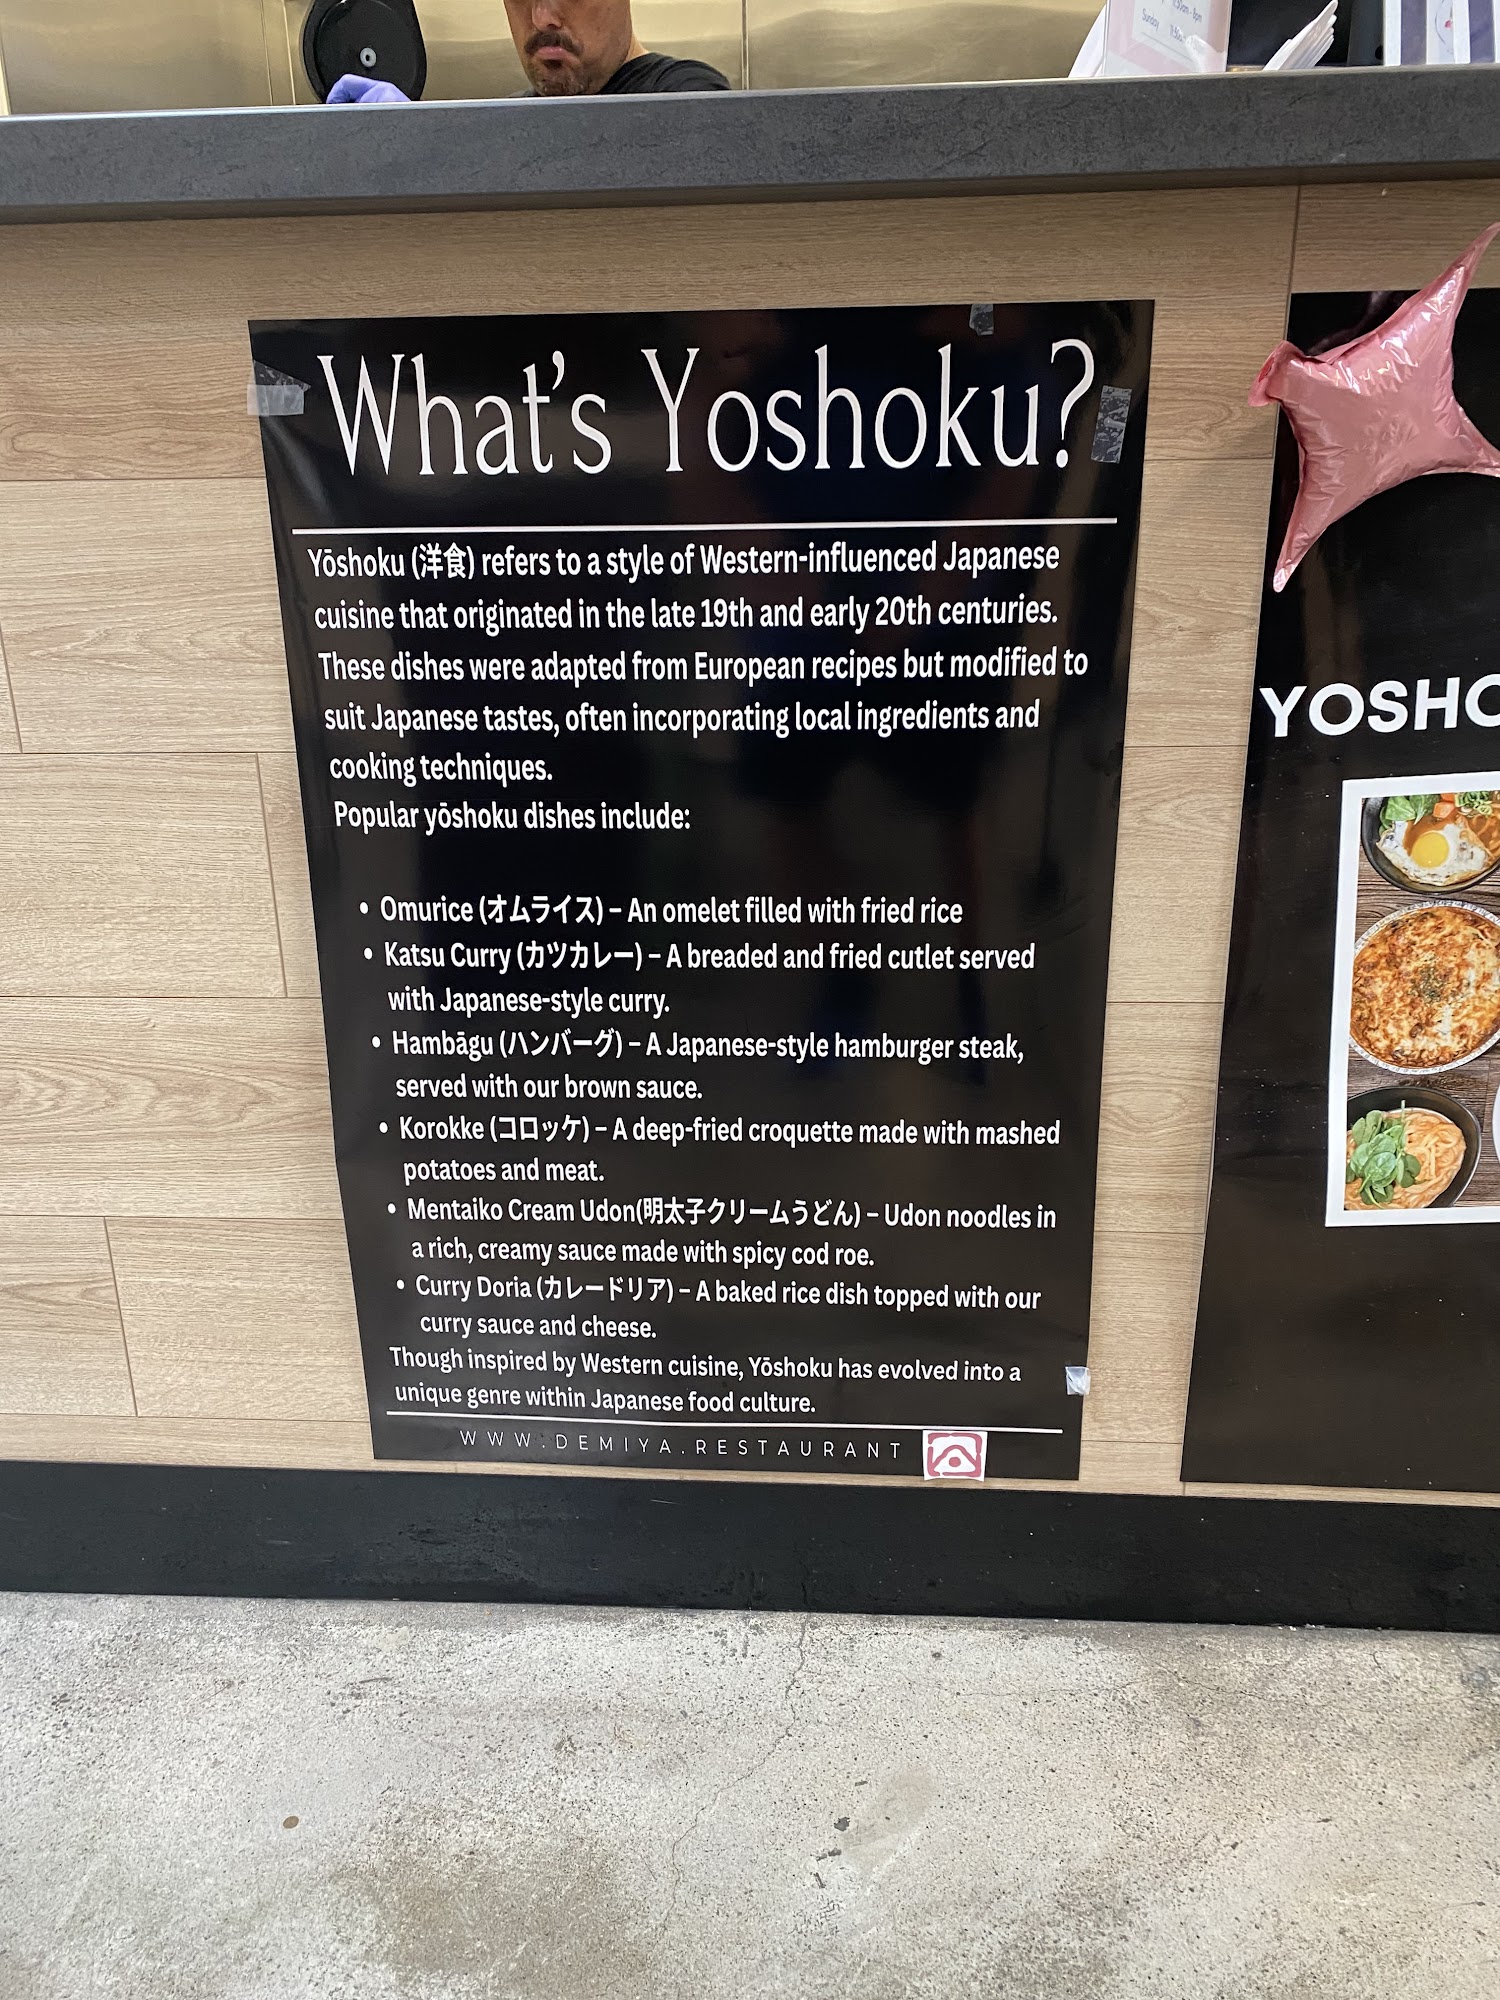 11:30am - 8pm
Sunday
What's Yoshoku?
Yōshoku (洋食) refers to a style of Western-influenced Japanese
cuisine that originated in the late 19th and early 20th centuries.
These dishes were adapted from European recipes but modified to
suit Japanese tastes, often incorporating local ingredients and
cooking techniques.
Popular yōshoku dishes include:
• Omurice (オムライス) – An omelet filled with fried rice
• Katsu Curry (カツカレー) – A breaded and fried cutlet served
with Japanese-style curry.
• Hambāgu (ハンバーグ) – A Japanese-style hamburger steak,
served with our brown sauce.
• Korokke (コロッケ) – A deep-fried croquette made with mashed
potatoes and meat.
• Mentaiko Cream Udon(明太子クリームうどん) – Udon noodles in
a rich, creamy sauce made with spicy cod roe.
• Curry Doria (カレードリア) – A baked rice dish topped with our
curry sauce and cheese.
Though inspired by Western cuisine, Yōshoku has evolved into a
unique genre within Japanese food culture.
WWW.DEMIYA.RESTAURANT
YOSHO